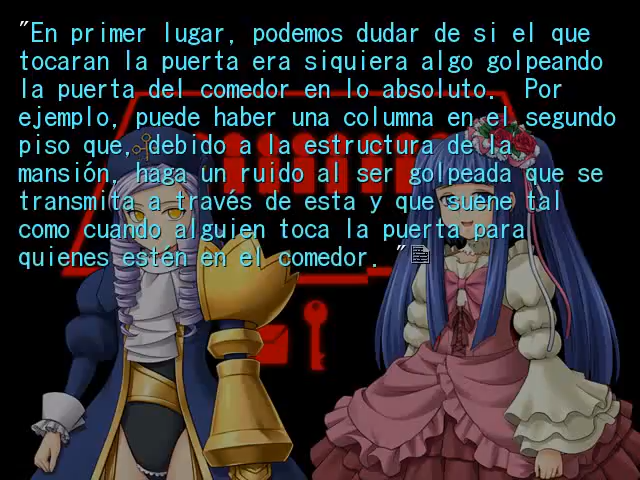 "En primer lugar, podemos dudar de si el que
tocaran la puerta era siquiera algo golpeando
la puerta del comedor en lo absoluto.  Por
ejemplo, puede haber una columna en el segundo
piso que, debido a la estructura de la
mansión, haga un ruido al ser golpeada que se
transmita a través de esta y que suene tal
como cuando alguien toca la puerta para
quienes estén en el comedor. "